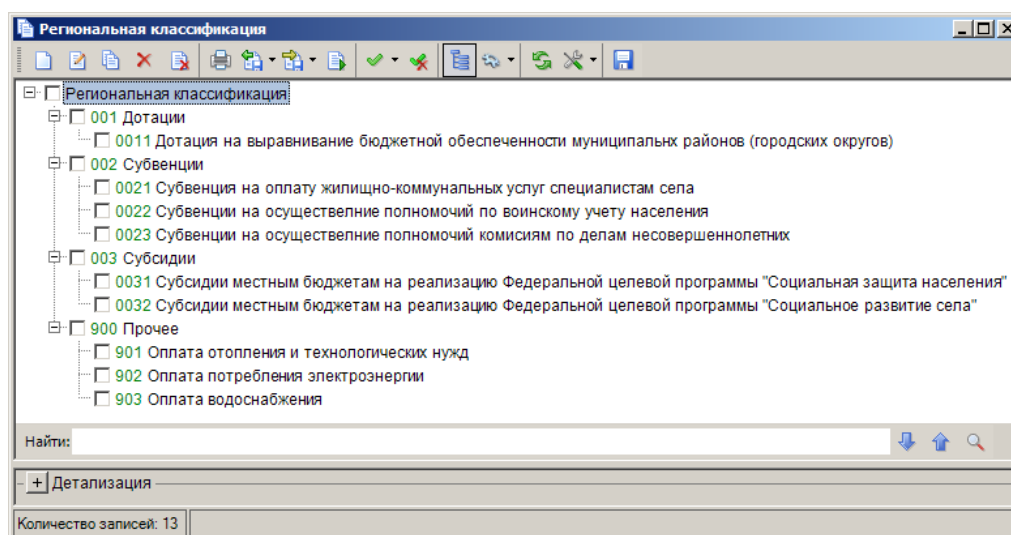 Региональная классификация
Региональная классификация
001 Дотации
0011 Дотация на выравнивание бюджетной обеспеченности муниципальнх районов (городских округов)
002 Субвенции
0021 Субвенция на оплату жилищно-коммунальных услуг специалистам села
0022 Субвенции на осуществелние полномочий по воинскому учету населения
0023 Субвенции на осуществелние полномочий комисиям по делам несовершеннолетних
003 Субсидии
0031 Субсидии местным бюджетам на реализацию Федеральной целевой программы "Социальная защита населения"
0032 Субсидии местным бюджетам на реализацию Федеральной целевой программы "Социальное развитие села"
900 Прочее
901 Оплата отопления и технологических нужд
902 Оплата потребления электроэнергии
903 Оплата водоснабжения
Найти:
Детализация
Количество записей: 13